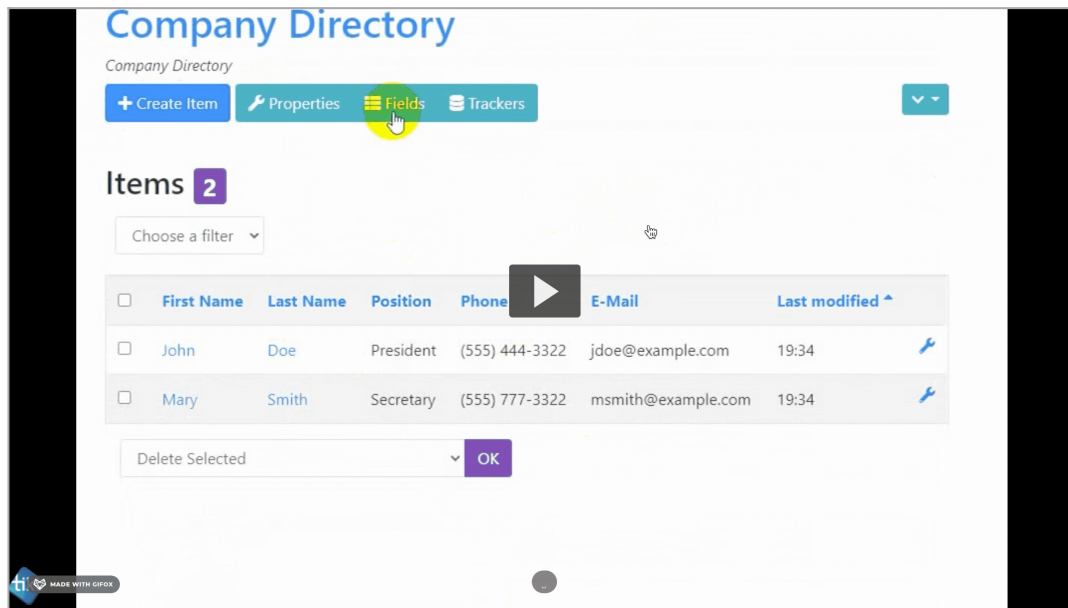 Company Directory
Company Directory
Create Item Properties Fields Trackers
Items 2
Choose a filter
First Name Last Name Position Phone E-Mail Last modified
John Doe President (555) 444-3322 jdoe@example.com 19:34
Mary Smith Secretary (555) 777-3322 msmith@example.com 19:34
Delete Selected OK
ti MADE WITH GIFOX